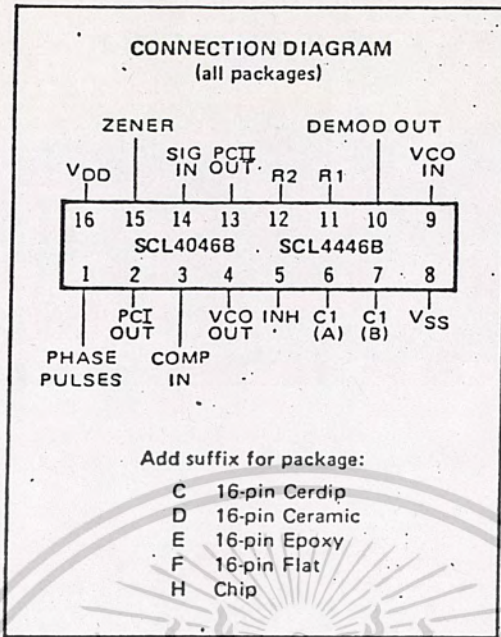 CONNECTION DIAGRAM
(all packages)
ZENER DEMOD OUT
VDD SIG IN PCII OUT R2 R1 VCO IN
16 15 14 13 12 11 10 9
SCL4046B SCL4446B
1 2 3 4 5 6 7 8
PCI OUT VCO OUT INH C1 (A) C1 (B) VSS
PHASE PULSES COMP IN
Add suffix for package:
C 16-pin Cerdip
D 16-pin Ceramic
E 16-pin Epoxy
F 16-pin Flat
H Chip